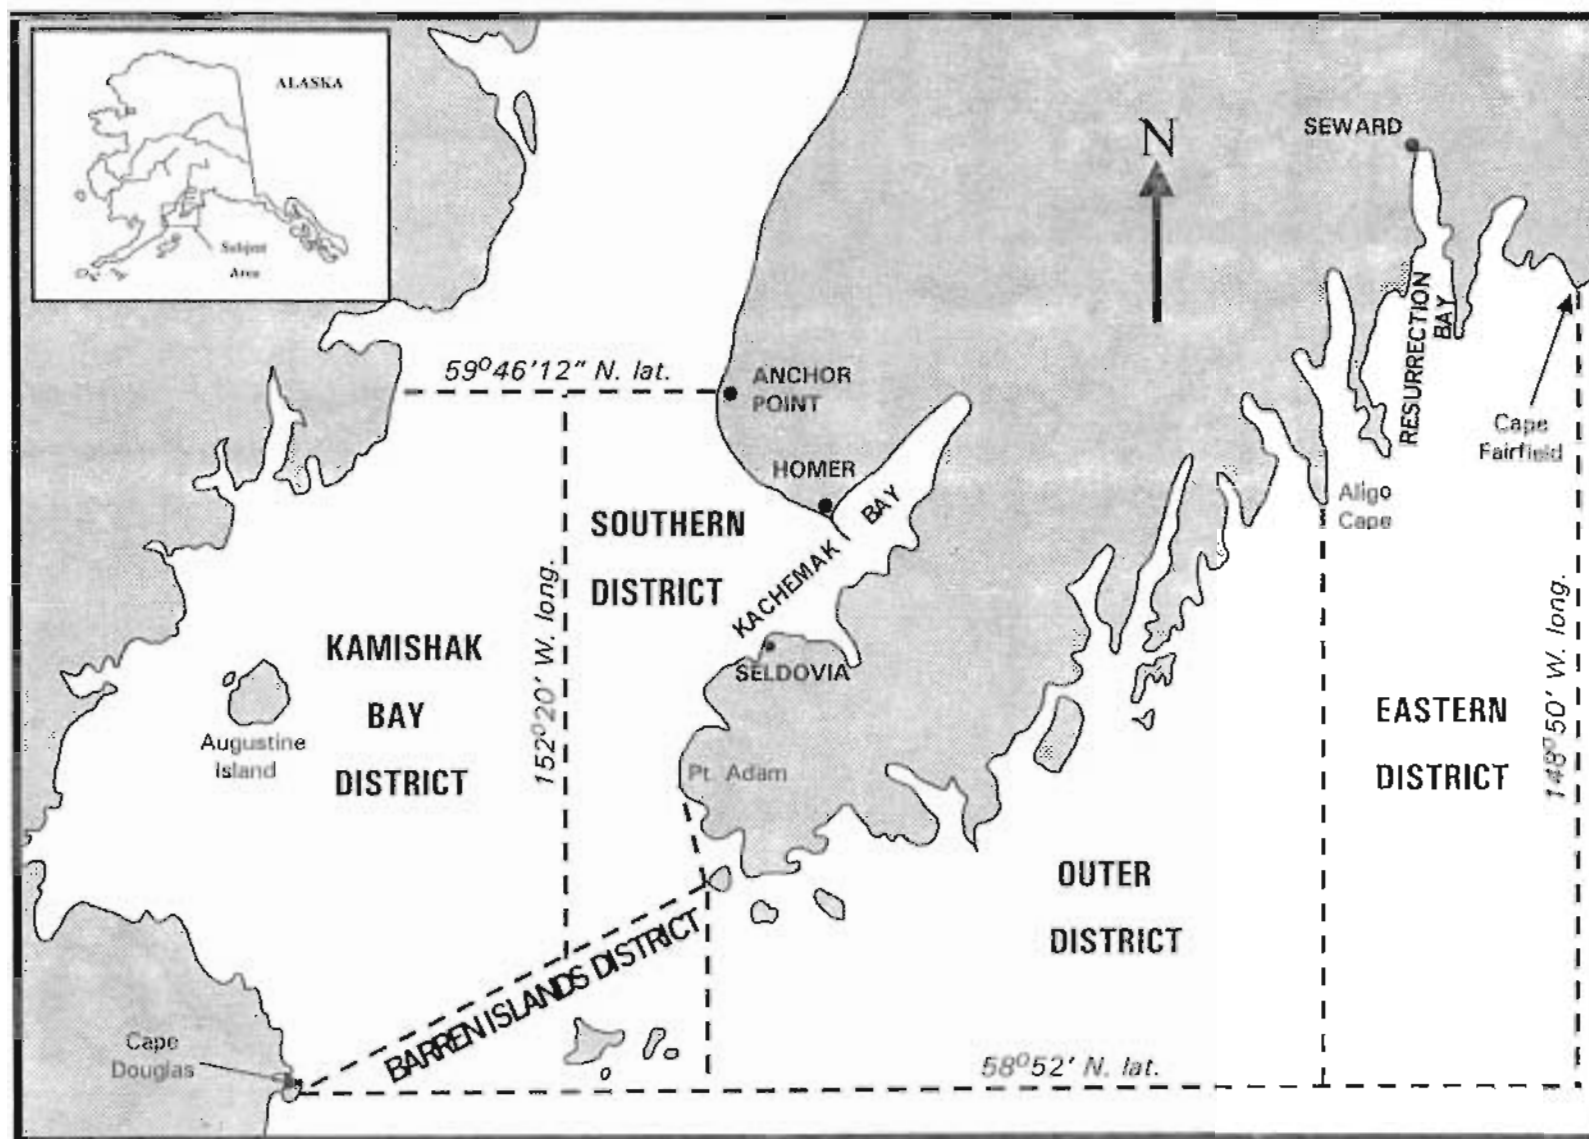 ALASKA
Subject
Area
N
SEWARD
RESURRECTION
BAY
Cape
Fairfield
59°46'12" N. lat.
ANCHOR
POINT
HOMER
KACHEMAK BAY
Aligo
Cape
SOUTHERN
DISTRICT
KAMISHAK
BAY
DISTRICT
152°20' W. long.
SELDOVIA
Augustine
Island
Pt. Adam
EASTERN
DISTRICT
148°50' W. long.
OUTER
DISTRICT
BARREN ISLANDS DISTRICT
Cape
Douglas
58°52' N. lat.